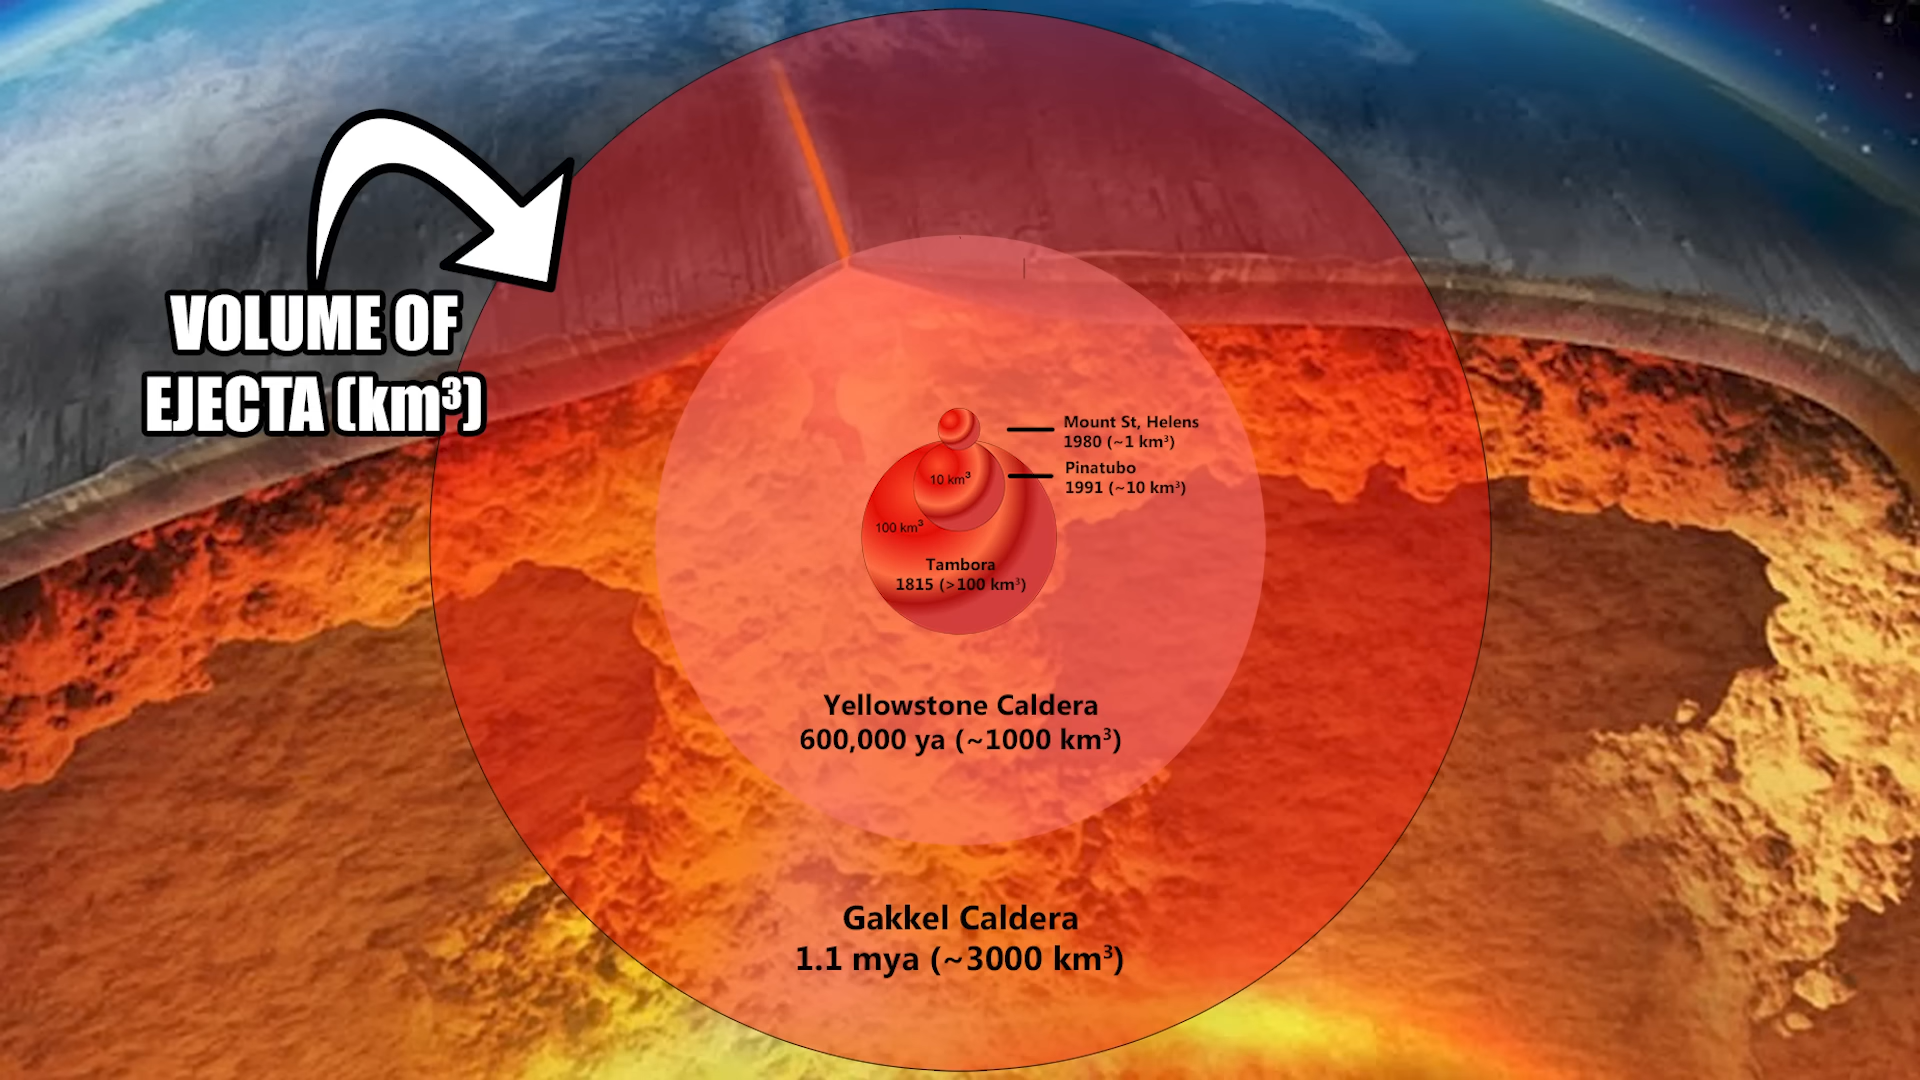 VOLUME OF
EJECTA (km³)
Mount St, Helens
1980 (~1 km³)
Pinatubo
1991 (~10 km³)
10 km³
100 km³
Tambora
1815 (>100 km³)
Yellowstone Caldera
600,000 ya (~1000 km³)
Gakkel Caldera
1.1 mya (~3000 km³)